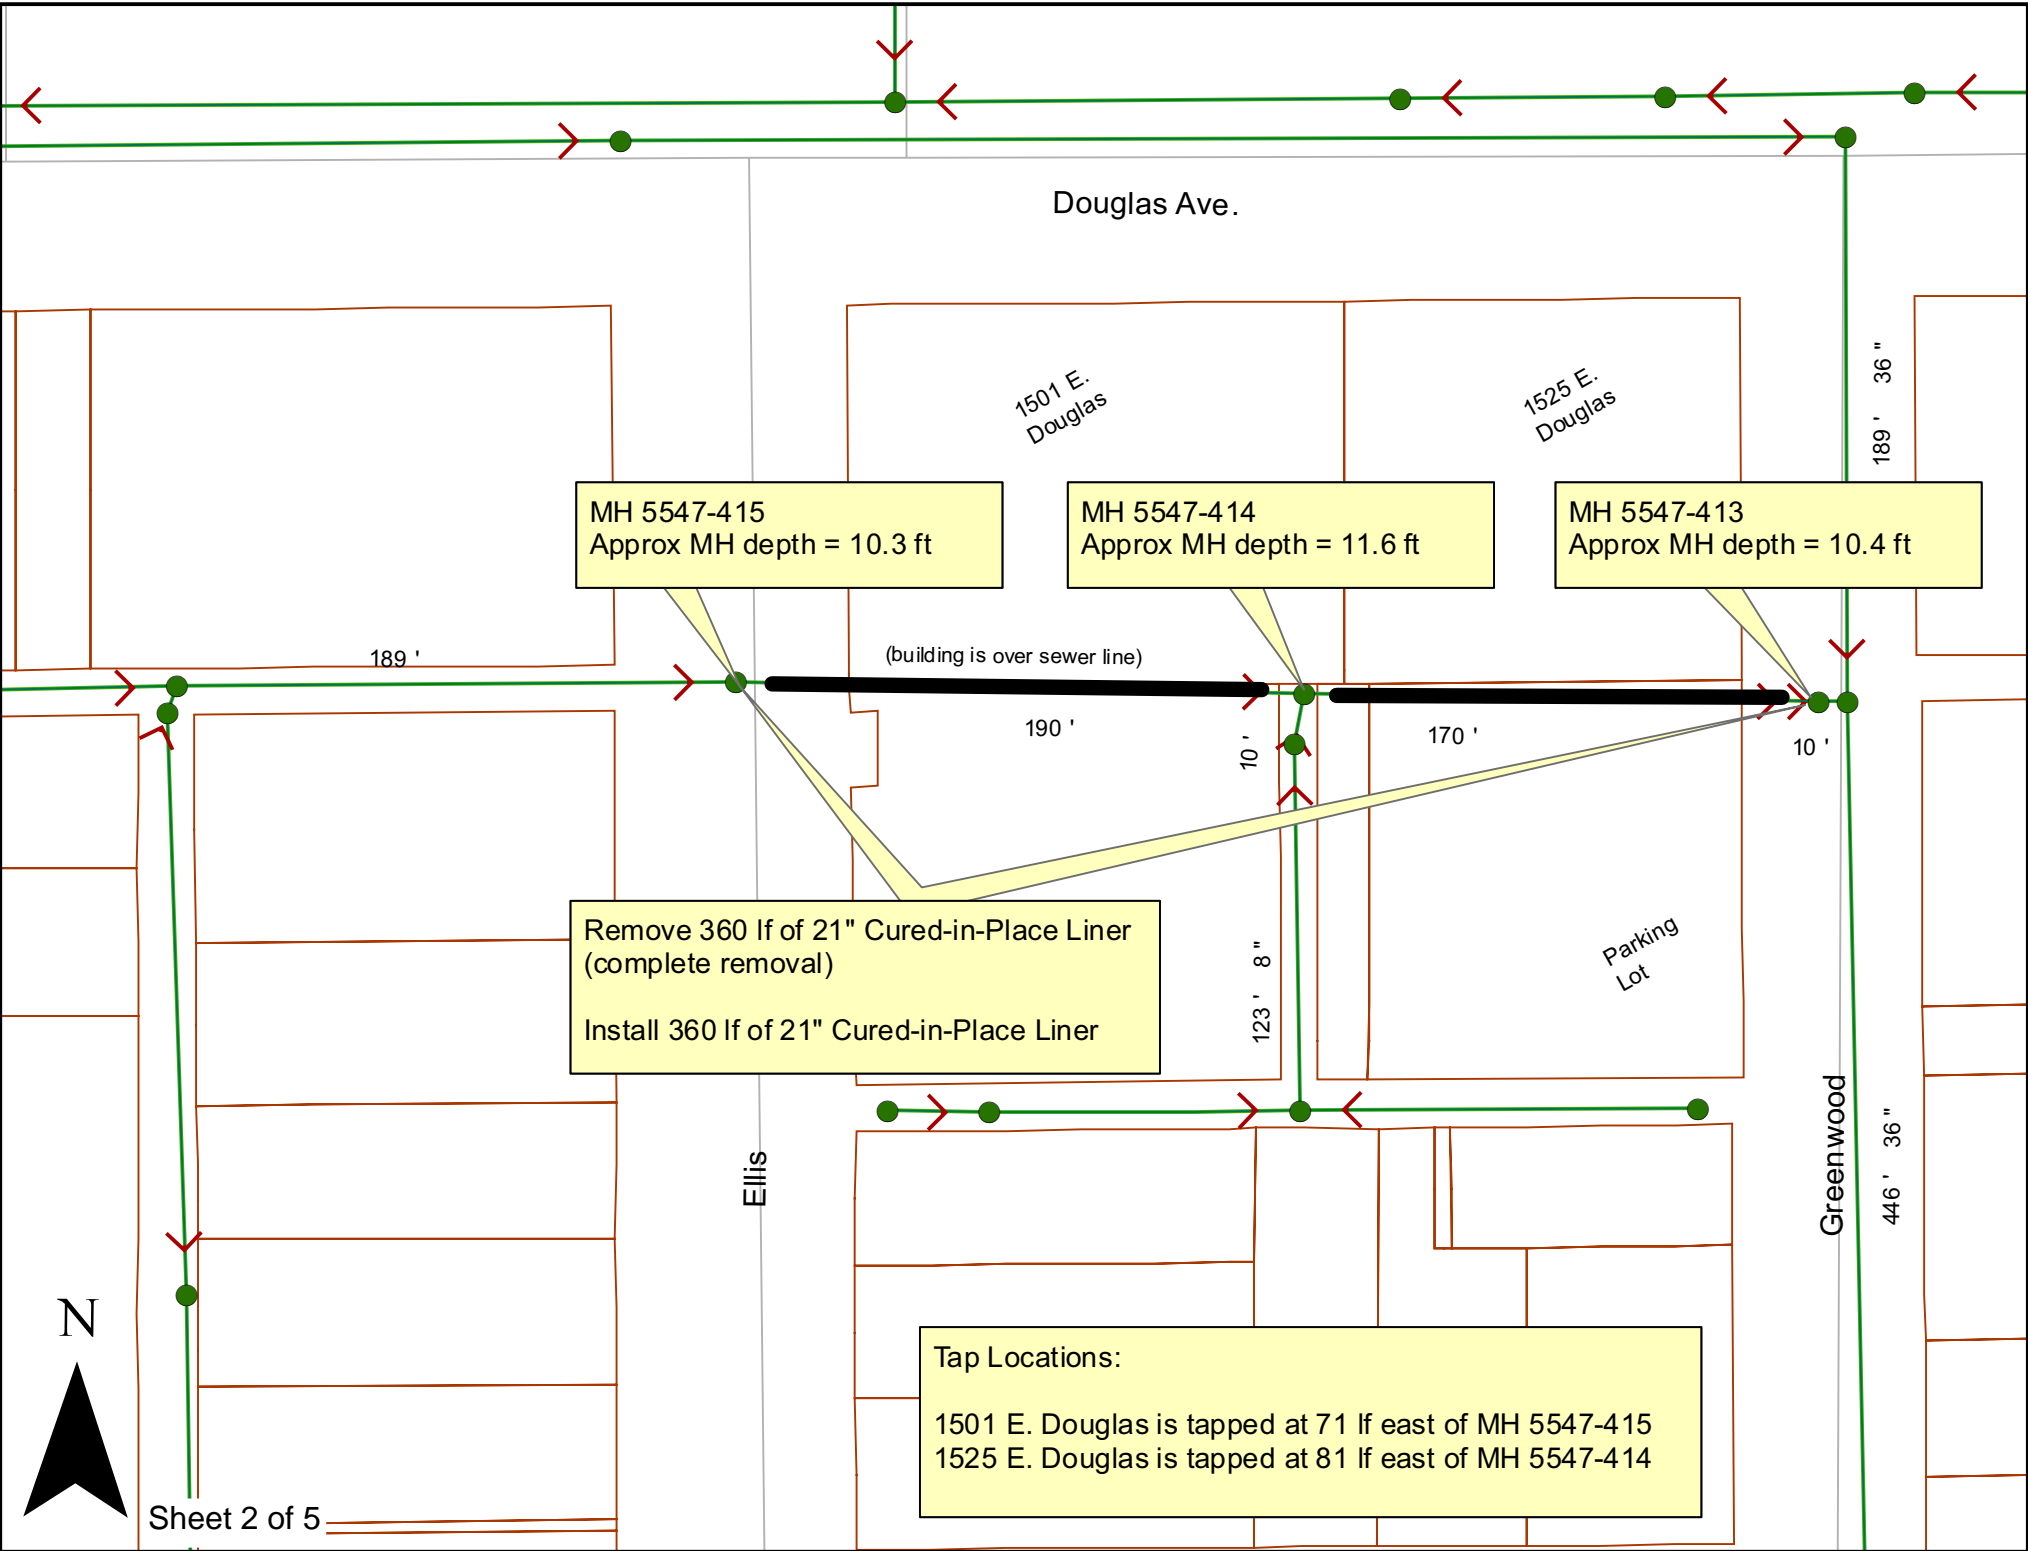 Douglas Ave.
1501 E.
Douglas
1525 E.
Douglas
189 '   36 "
MH 5547-415
Approx MH depth = 10.3 ft
MH 5547-414
Approx MH depth = 11.6 ft
MH 5547-413
Approx MH depth = 10.4 ft
189 '
(building is over sewer line)
190 '
10 '
170 '
10 '
Remove 360 lf of 21" Cured-in-Place Liner
(complete removal)
Install 360 lf of 21" Cured-in-Place Liner
123 '   8 "
Parking
Lot
Ellis
Greenwood
446 '   36 "
N
Tap Locations:
1501 E. Douglas is tapped at 71 lf east of MH 5547-415
1525 E. Douglas is tapped at 81 lf east of MH 5547-414
Sheet 2 of 5